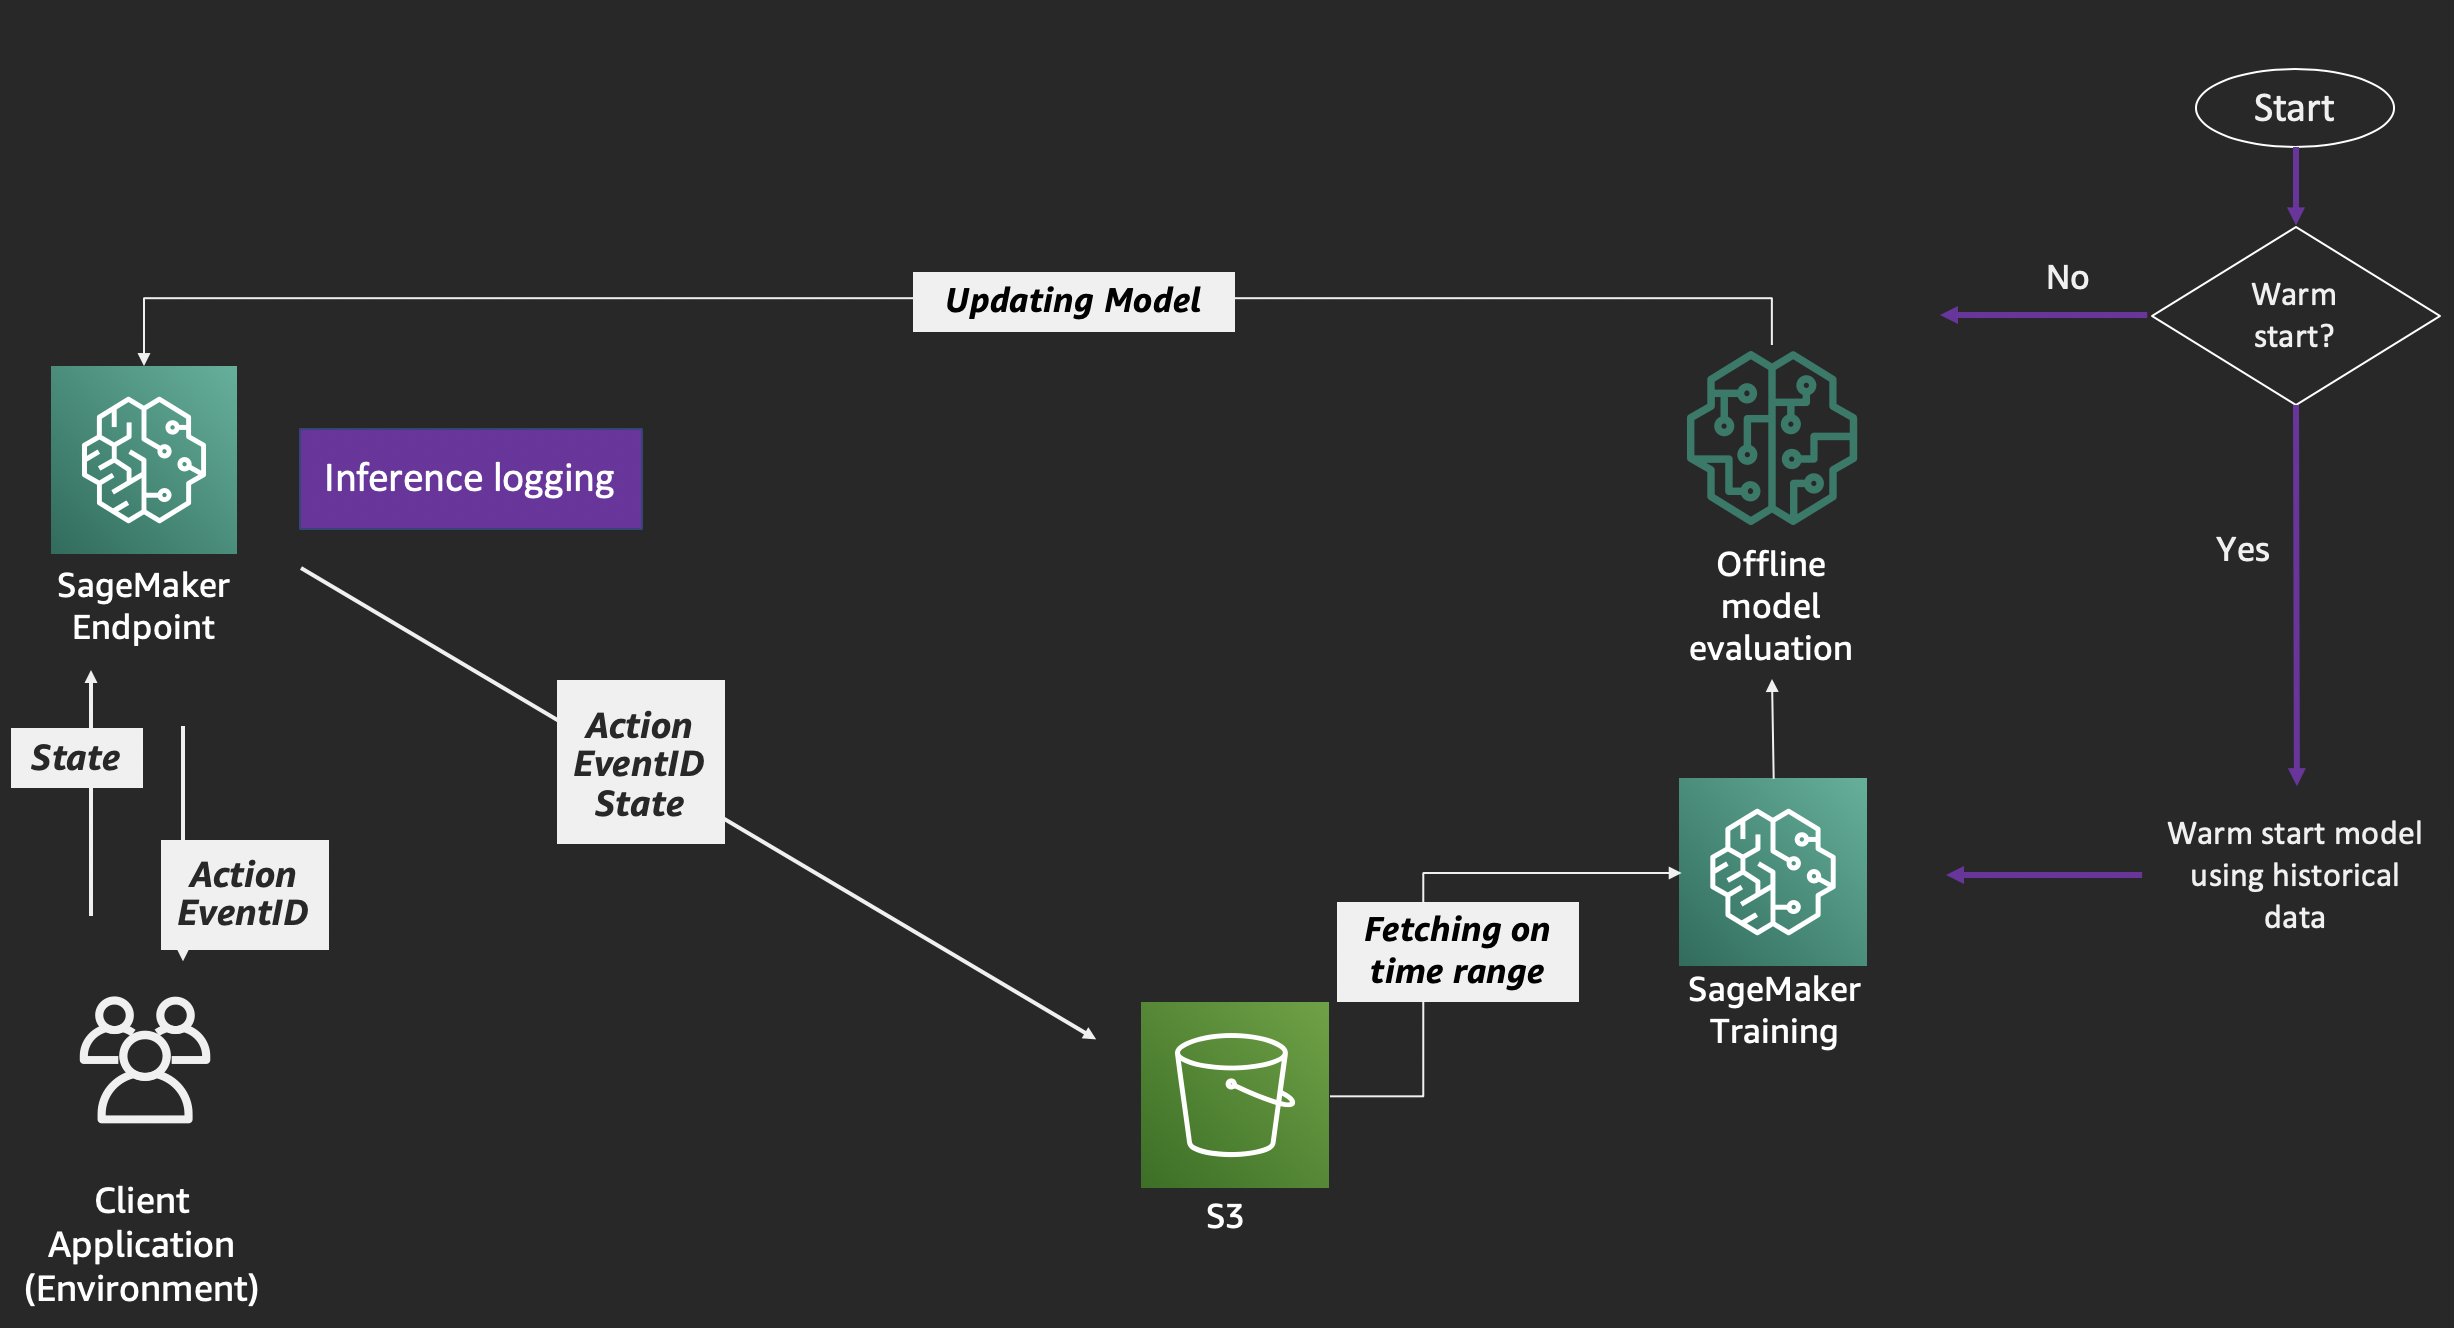 Start
Warm
start?
No
Yes
Warm start model
using historical
data
Updating Model
SageMaker
Endpoint
Inference logging
State
Action
EventID
Client
Application
(Environment)
Action
EventID
State
S3
Fetching on
time range
SageMaker
Training
Offline
model
evaluation